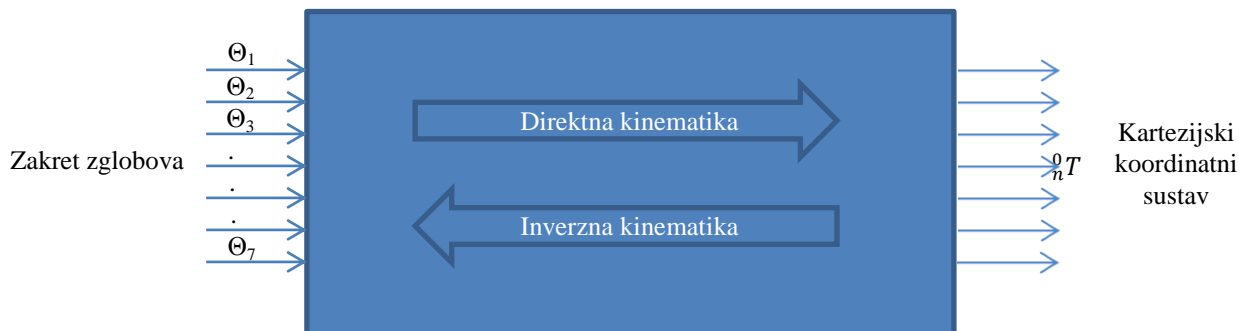 Θ1
Θ2
Θ3
.
.
.
Θ7
Zakret zglobova
Direktna kinematika
Inverzna kinematika
⁰ₙT
Kartezijski
koordinatni
sustav